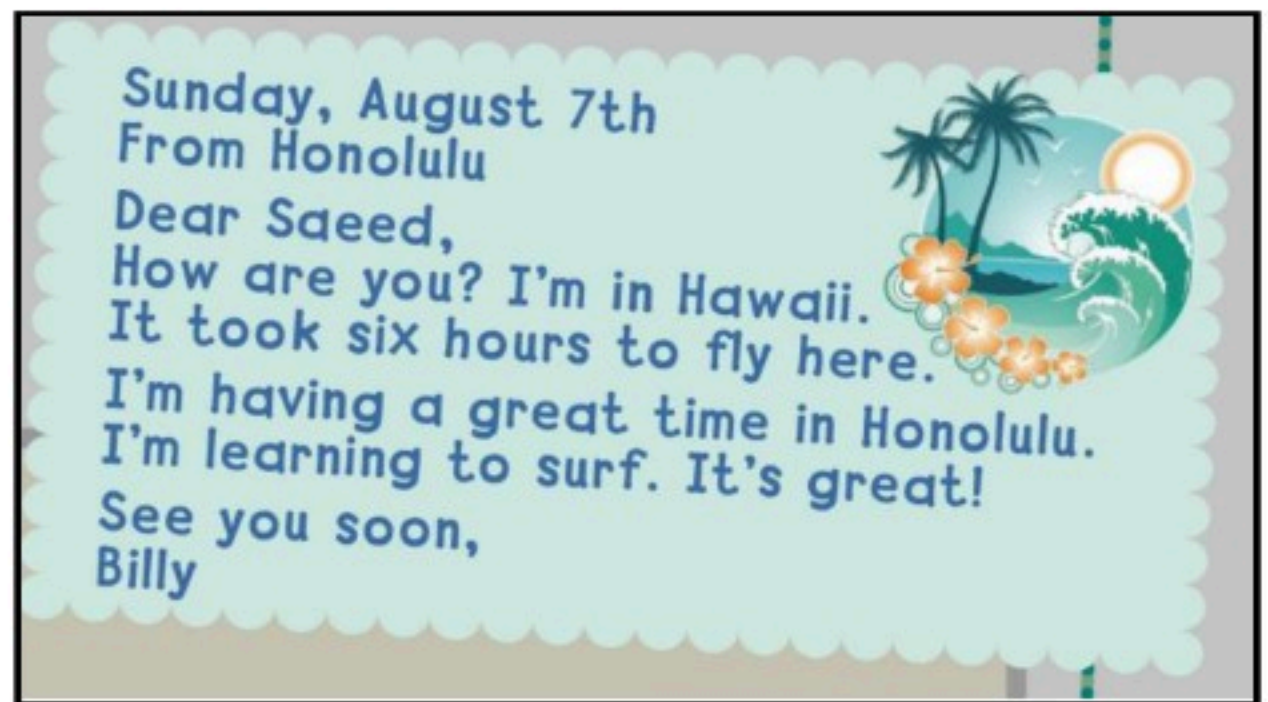 Sunday, August 7th
From Honolulu
Dear Saeed,
How are you? I'm in Hawaii.
It took six hours to fly here.
I'm having a great time in Honolulu.
I'm learning to surf. It's great!
See you soon,
Billy